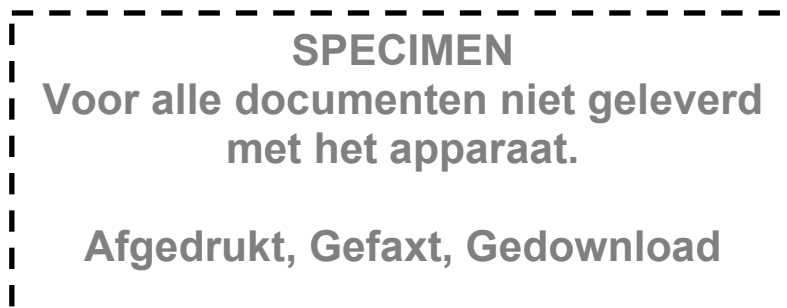 SPECIMEN
Voor alle documenten niet geleverd
met het apparaat.
Afgedrukt, Gefaxt, Gedownload